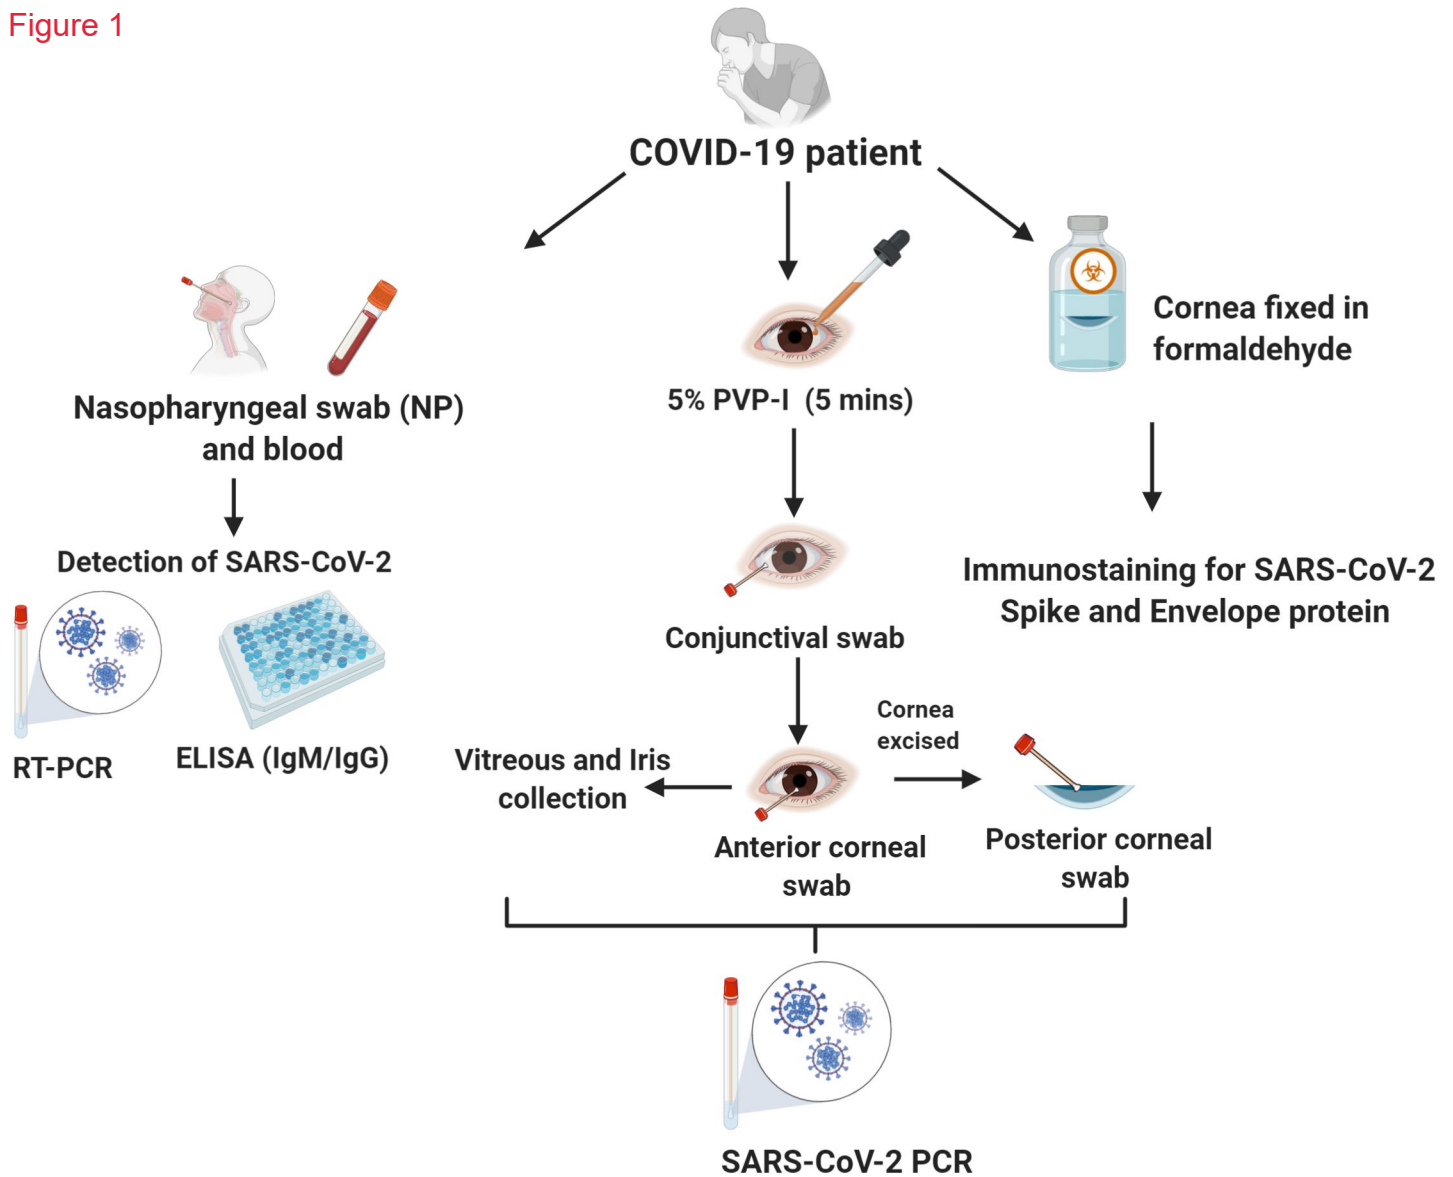 Figure 1
COVID-19 patient
Nasopharyngeal swab (NP)
and blood
Detection of SARS-CoV-2
RT-PCR
ELISA (IgM/IgG)
5% PVP-I (5 mins)
Conjunctival swab
Vitreous and Iris
collection
Anterior corneal
swab
Cornea
excised
Posterior corneal
swab
SARS-CoV-2 PCR
Cornea fixed in
formaldehyde
Immunostaining for SARS-CoV-2
Spike and Envelope protein